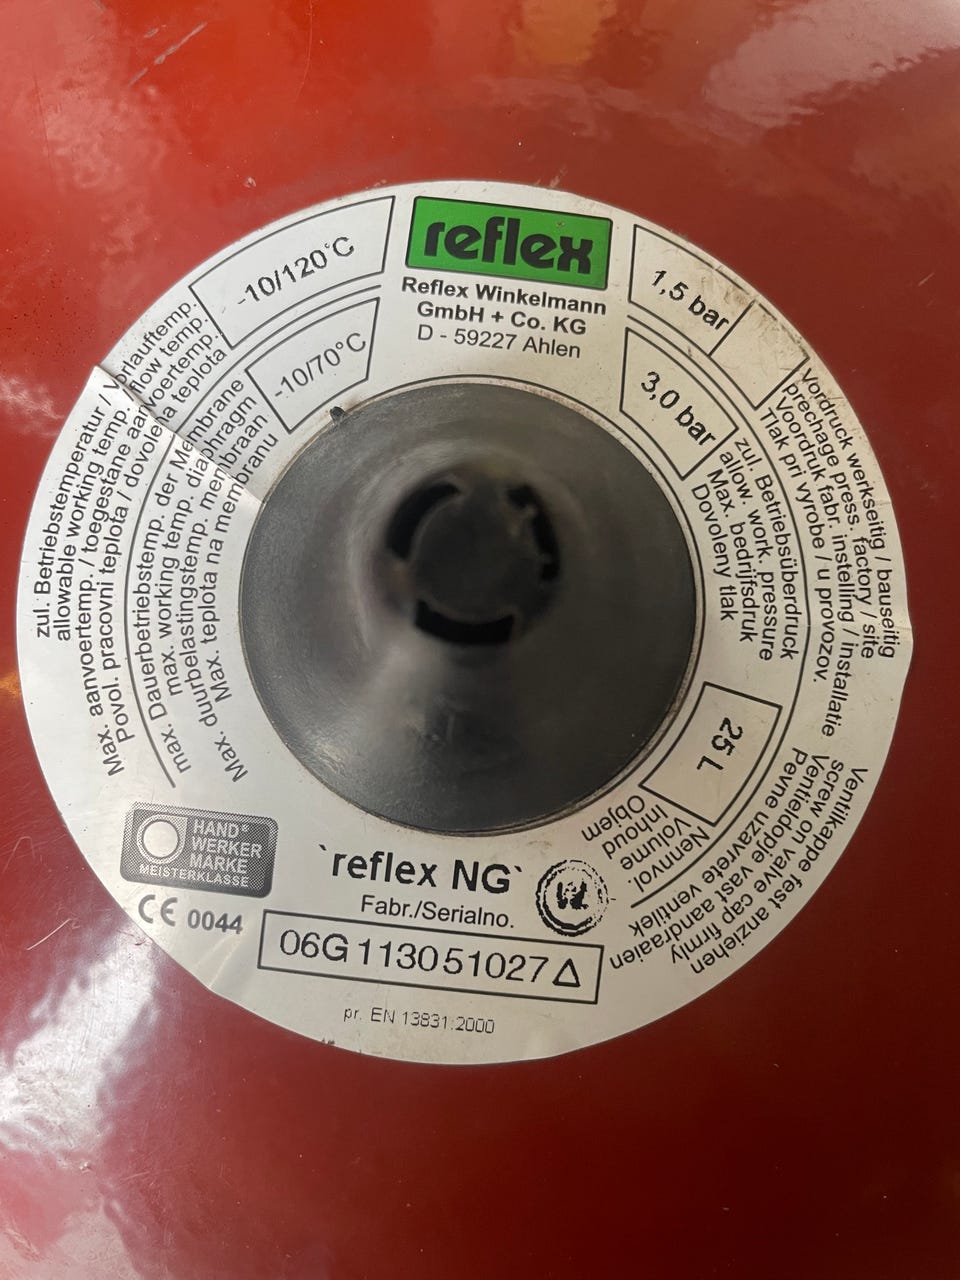 reflex
Reflex Winkelmann
GmbH + Co. KG
D - 59227 Ahlen
-10/120°C
-10/70°C
1,5 bar
3,0 bar
zul. Betriebstemperatur / Vorlauftemp.
allowable working temp. / flow temp.
Max. aanvoertemp. / toegestane aanvoertemp.
Povol. pracovni teplota / dovolena teplota
max. Dauerbetriebstemp. der Membrane
max. working temp. diaphragm
Max. duurbelastingstemp. membraan
Max. teplota na membranu
Vordruck werkseitig / bauseitig
prechage press. factory / site
Voordruk fabr. instelling / installatie
Tlak pri vyrobe / u provozov.
zul. Betriebsüberdruck
allow. work. pressure
Max. bedrijfsdruk
Dovoleny tlak
25 L
Nennvol.
Volume
Inhoud
Objem
Ventilkappe fest anziehen
screw on valve cap firmly
Ventieldopje vast aandraaien
Pevne uzavrete ventilek
HAND®
WERKER
MARKE
MEISTERKLASSE
CE 0044
`reflex NG`
Fabr./Serialno.
06G113051027Δ
pr. EN 13831:2000